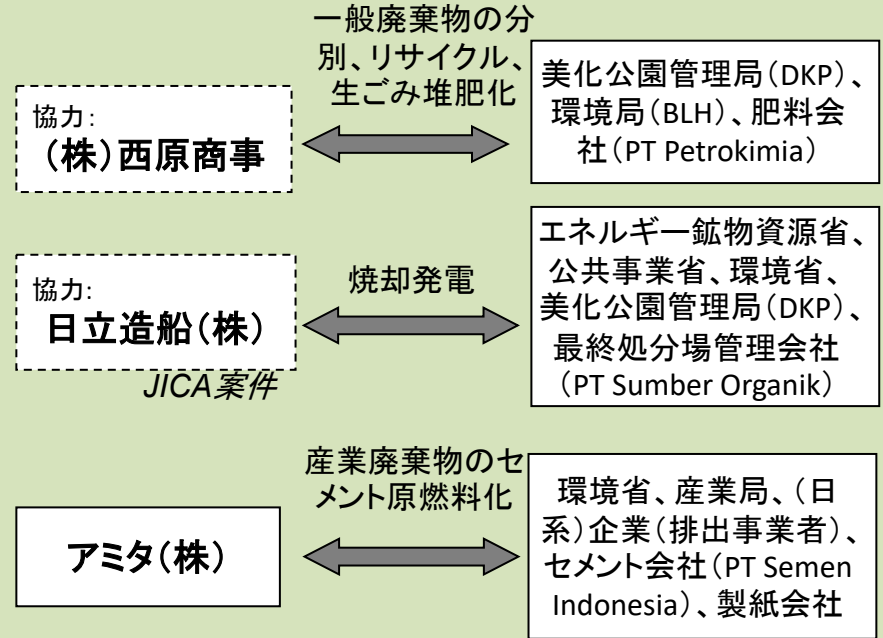 一般廃棄物の分
別、リサイクル、
生ごみ堆肥化
協力:
(株)西原商事
美化公園管理局(DKP)、
環境局(BLH)、肥料会
社(PT Petrokimia)
焼却発電
協力:
日立造船(株)
JICA案件
エネルギー鉱物資源省、
公共事業省、環境省、
美化公園管理局(DKP)、
最終処分場管理会社
(PT Sumber Organik)
産業廃棄物のセ
メント原燃料化
アミタ(株)
環境省、産業局、(日
系)企業(排出事業者)、
セメント会社(PT Semen
Indonesia)、製紙会社